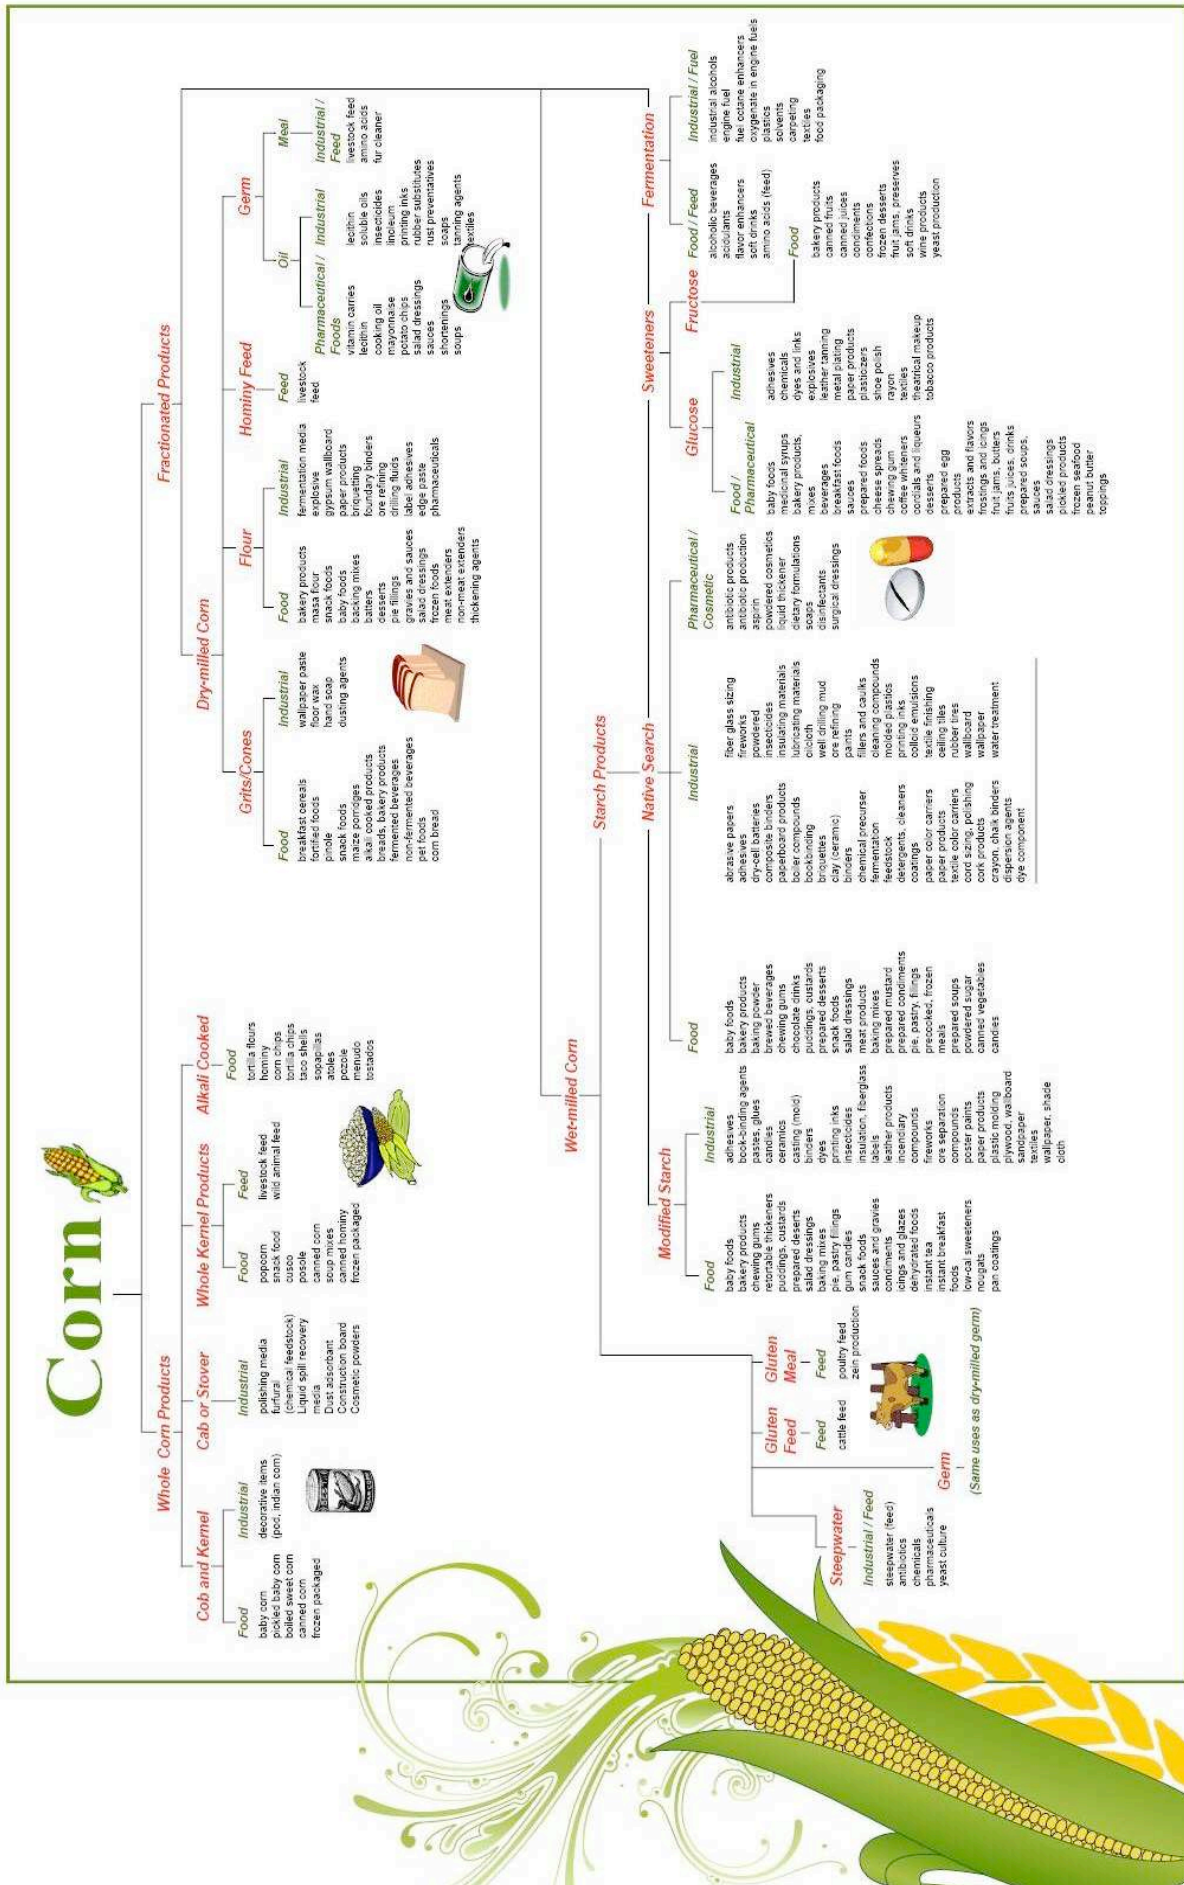 Corn
Whole Corn Products
Cob and Kernel
Food
baby corn
pickled baby corn
boiled sweet corn
canned corn
frozen packaged
Industrial
decorative items
(pod, indian corn)
Cab or Stover
Industrial
polishing media
furfural
(chemical feedstock)
Liquid spill recovery
media
Dust adsorbant
Construction board
Cosmetic powders
Whole Kernel Products
Food
popcorn
snack food
cusco
posole
canned corn
soup mixes
canned hominy
frozen packaged
Feed
livestock feed
wild animal feed
Alkali Cooked
Food
tortilla flours
hominy
corn chips
tortilla chips
taco shells
sopapillas
atoles
pozole
menudo
tostados
Fractionated Products
Dry-milled Corn
Grits/Cones
Food
breakfast cereals
fortified foods
pinole
snack foods
maize porridges
alkali cooked products
breads, bakery products
fermented beverages
non-fermented beverages
pet foods
corn bread
Industrial
wallpaper paste
floor wax
hand soap
dusting agents
Flour
Food
bakery products
masa flour
snack foods
baby foods
backing mixes
batters
desserts
pie fillings
gravies and sauces
salad dressings
frozen foods
meat extenders
non-meat extenders
thickening agents
Industrial
fermentation media
explosive
gypsum wallboard
paper products
briquetting
foundary binders
ore refining
drilling fluids
label adhesives
edge paste
pharmaceuticals
Hominy Feed
Feed
livestock
feed
Germ
Oil
Pharmaceutical /
Foods
vitamin carries
lecithin
cooking oil
mayonnaise
potato chips
salad dressings
sauces
shortenings
soups
Industrial
lecithin
soluble oils
insecticides
linoleum
printing inks
rubber substitutes
rust preventatives
soaps
tanning agents
textiles
Meal
Industrial /
Feed
livestock feed
amino acids
fur cleaner
Wet-milled Corn
Steepwater
Industrial / Feed
steepwater (feed)
antibiotics
chemicals
pharmaceuticals
yeast culture
Germ
(Same uses as dry-milled germ)
Gluten
Feed
Feed
cattle feed
Gluten
Meal
Feed
poultry feed
zein production
Starch Products
Modified Starch
Food
baby foods
bakery products
chewing gums
retortable thickeners
puddings, custards
prepared deserts
salad dressings
baking mixes
pie, pastry fillings
gum candies
snack foods
sauces and gravies
condiments
icings and glazes
dehydrated foods
instant tea
instant breakfast
foods
low-cal sweeteners
nougats
pan coatings
Industrial
adhesives
book-binding agents
pastes, glues
candies
ceramics
casting (mold)
binders
dyes
printing inks
insecticides
insulation, fiberglass
labels
leather products
incendiary
compounds
fireworks
ore separation
compounds
poster paints
paper products
plastic molding
plywood, wallboard
sandpaper
textiles
wallpaper, shade
cloth
Native Search
Food
baby foods
bakery products
baking powder
brewed beverages
chewing gums
chocolate drinks
puddings, custards
prepared desserts
snack foods
salad dressings
meat products
baking mixes
prepared mustard
prepared condiments
pie, pastry, filings
precooked, frozen
meals
prepared soups
powdered sugar
canned vegetables
candies
Industrial
abrasive papers
adhesives
dry-cell batteries
composite binders
paperboard products
boiler compounds
bookbinding
briquettes
clay (ceramic)
binders
chemical precurser
fermentation
feedstock
detergents, cleaners
coatings
paper color carriers
paper products
textile color carriers
cord sizing, polishing
cork products
crayon, chalk binders
dispersion agents
dye component
fiber glass sizing
fireworks
powdered
insecticides
insulating materials
lubricating materials
oilcloth
well drilling mud
ore refining
paints
fillers and caulks
cleaning compounds
molded plastics
printing inks
colloid emulsions
textile finishing
ceiling tiles
rubber tires
wallboard
wallpaper
water treatment
Pharmaceutical /
Cosmetic
antbiotic products
antibiotic production
aspirin
powdered cosmetics
liquid thickener
dietary formulations
soaps
disinfectants
surgical dressings
Sweeteners
Glucose
Food /
Pharmaceutical
baby foods
medicinal syrups
bakery products,
mixes
beverages
breakfast foods
sauces
prepared foods
cheese spreads
chewing gum
coffee whiteners
cordials and liqueurs
desserts
prepared egg
products
extracts and flavors
frostings and icings
fruit jams, butters
fruits juices, drinks
prepared soups,
sauces
salad dressings
pickled products
frozen seafood
peanut butter
toppings
Industrial
adhesives
chemicals
dyes and links
explosives
leather tanning
metal plating
paper products
plasticizers
shoe polish
rayon
textiles
theatrical makeup
tobacco products
Fructose
Food
bakery products
canned fruits
canned juices
condiments
confections
frozen desserts
fruit jams, preserves
soft drinks
wine products
yeast production
Fermentation
Food / Feed
alcoholic beverages
acidulants
flavor enhancers
soft drinks
amino acids (feed)
Industrial / Fuel
industrial alcohols
engine fuel
fuel octane enhancers
oxygenate in engine fuels
plastics
solvents
carpeting
textiles
food packaging